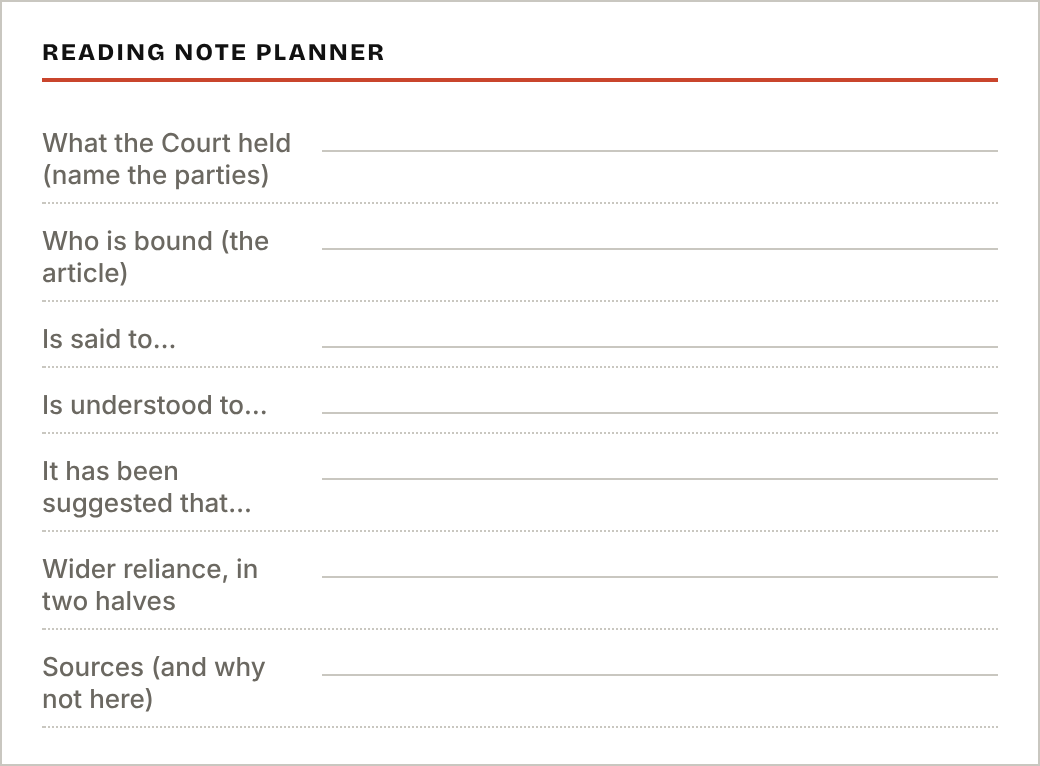 READING NOTE PLANNER
What the Court held
(name the parties)
Who is bound (the
article)
Is said to...
Is understood to...
It has been
suggested that...
Wider reliance, in
two halves
Sources (and why
not here)